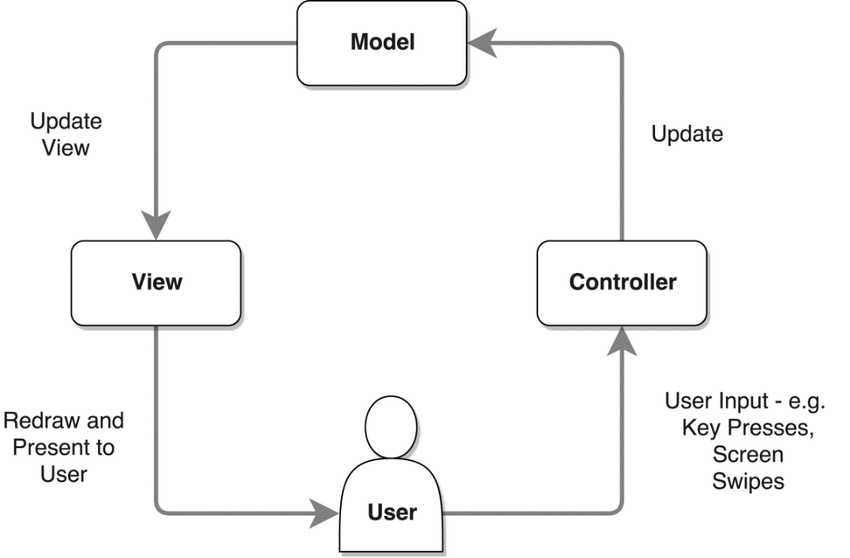 Model
Update
View
Update
View
Controller
Redraw and
Present to
User
User Input - e.g.
Key Presses,
Screen
Swipes
User